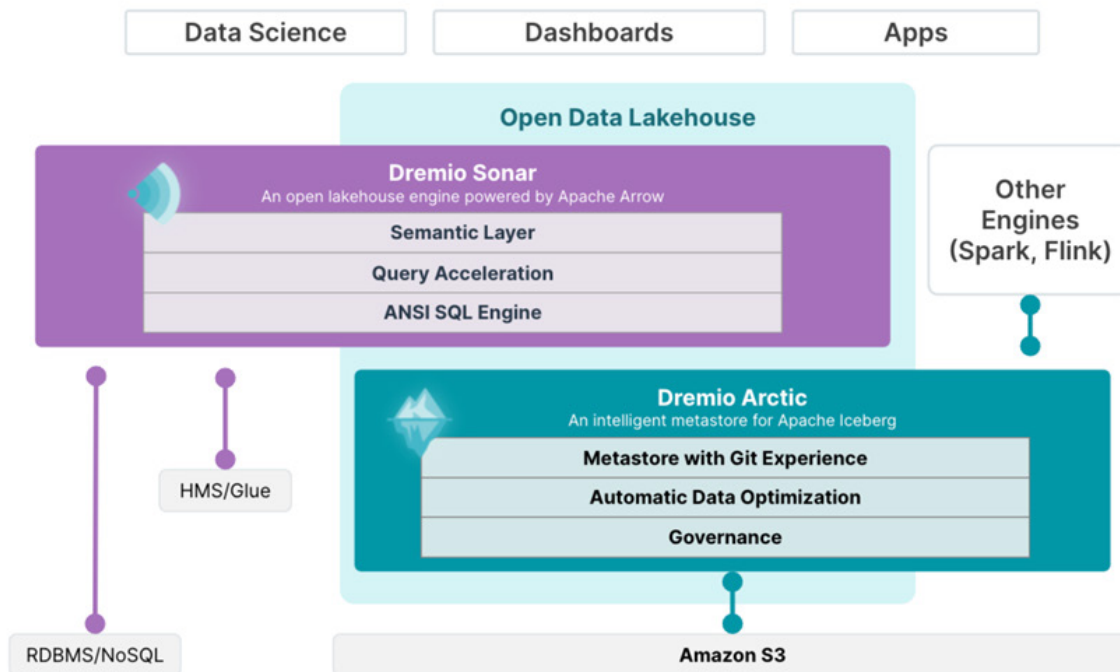 Data Science
Dashboards
Apps
Open Data Lakehouse
Dremio Sonar
An open lakehouse engine powered by Apache Arrow
Semantic Layer
Query Acceleration
ANSI SQL Engine
Other
Engines
(Spark, Flink)
Dremio Arctic
An intelligent metastore for Apache Iceberg
Metastore with Git Experience
Automatic Data Optimization
Governance
HMS/Glue
RDBMS/NoSQL
Amazon S3